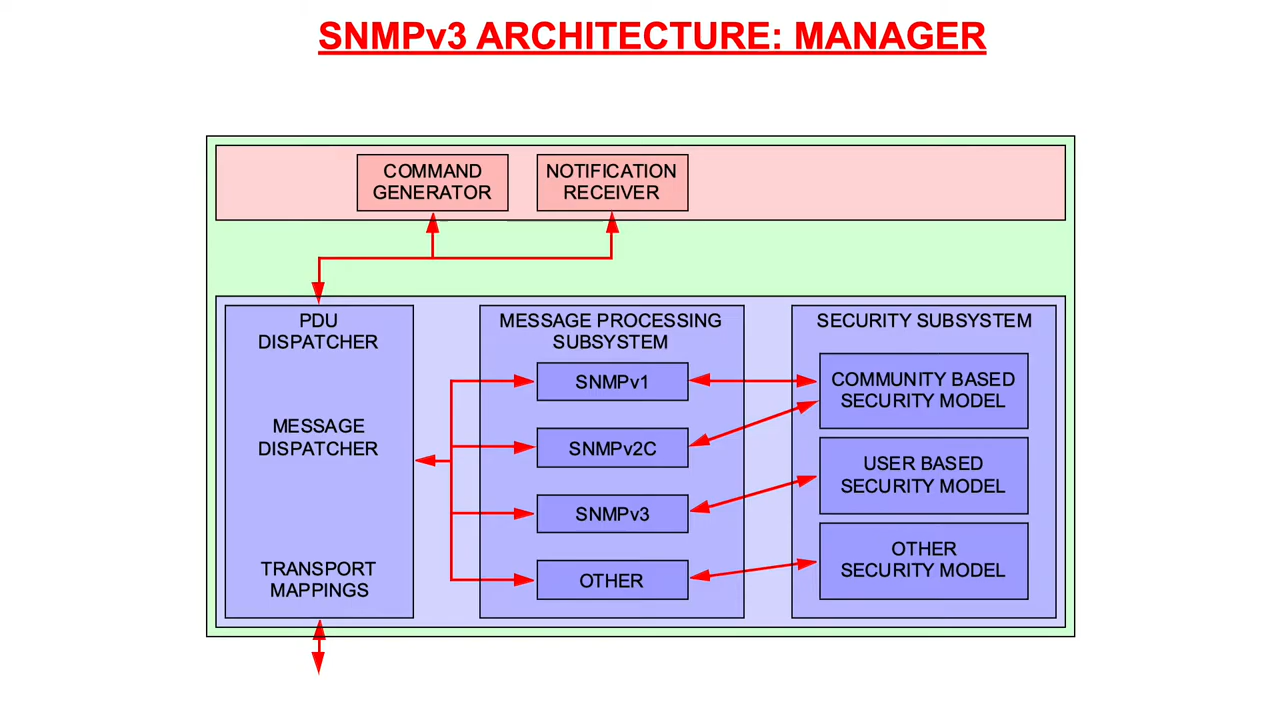 SNMPv3 ARCHITECTURE: MANAGER
COMMAND
GENERATOR
NOTIFICATION
RECEIVER
PDU
DISPATCHER
MESSAGE
DISPATCHER
TRANSPORT
MAPPINGS
MESSAGE PROCESSING
SUBSYSTEM
SNMPv1
SNMPv2C
SNMPv3
OTHER
SECURITY SUBSYSTEM
COMMUNITY BASED
SECURITY MODEL
USER BASED
SECURITY MODEL
OTHER
SECURITY MODEL